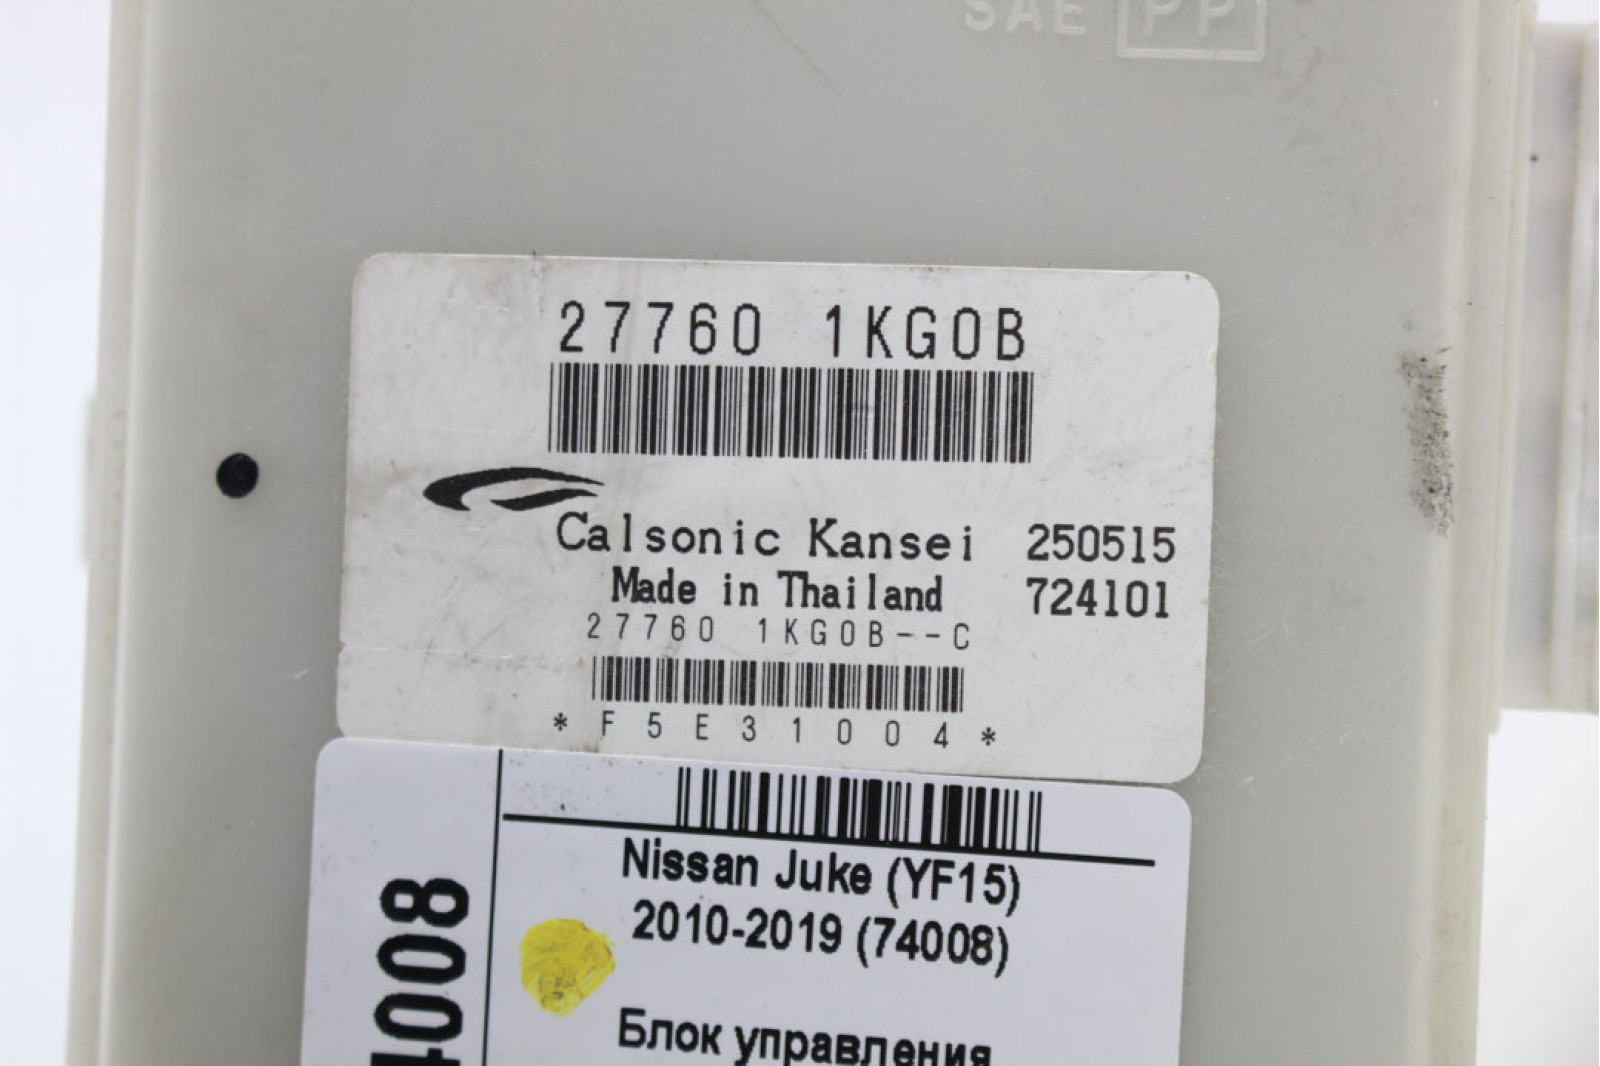 SAE PP
27760 1KG0B
Calsonic Kansei 250515
Made in Thailand 724101
27760 1KG0B--C
*F5E31004*
Nissan Juke (YF15)
2010-2019 (74008)
Блок управления
4008